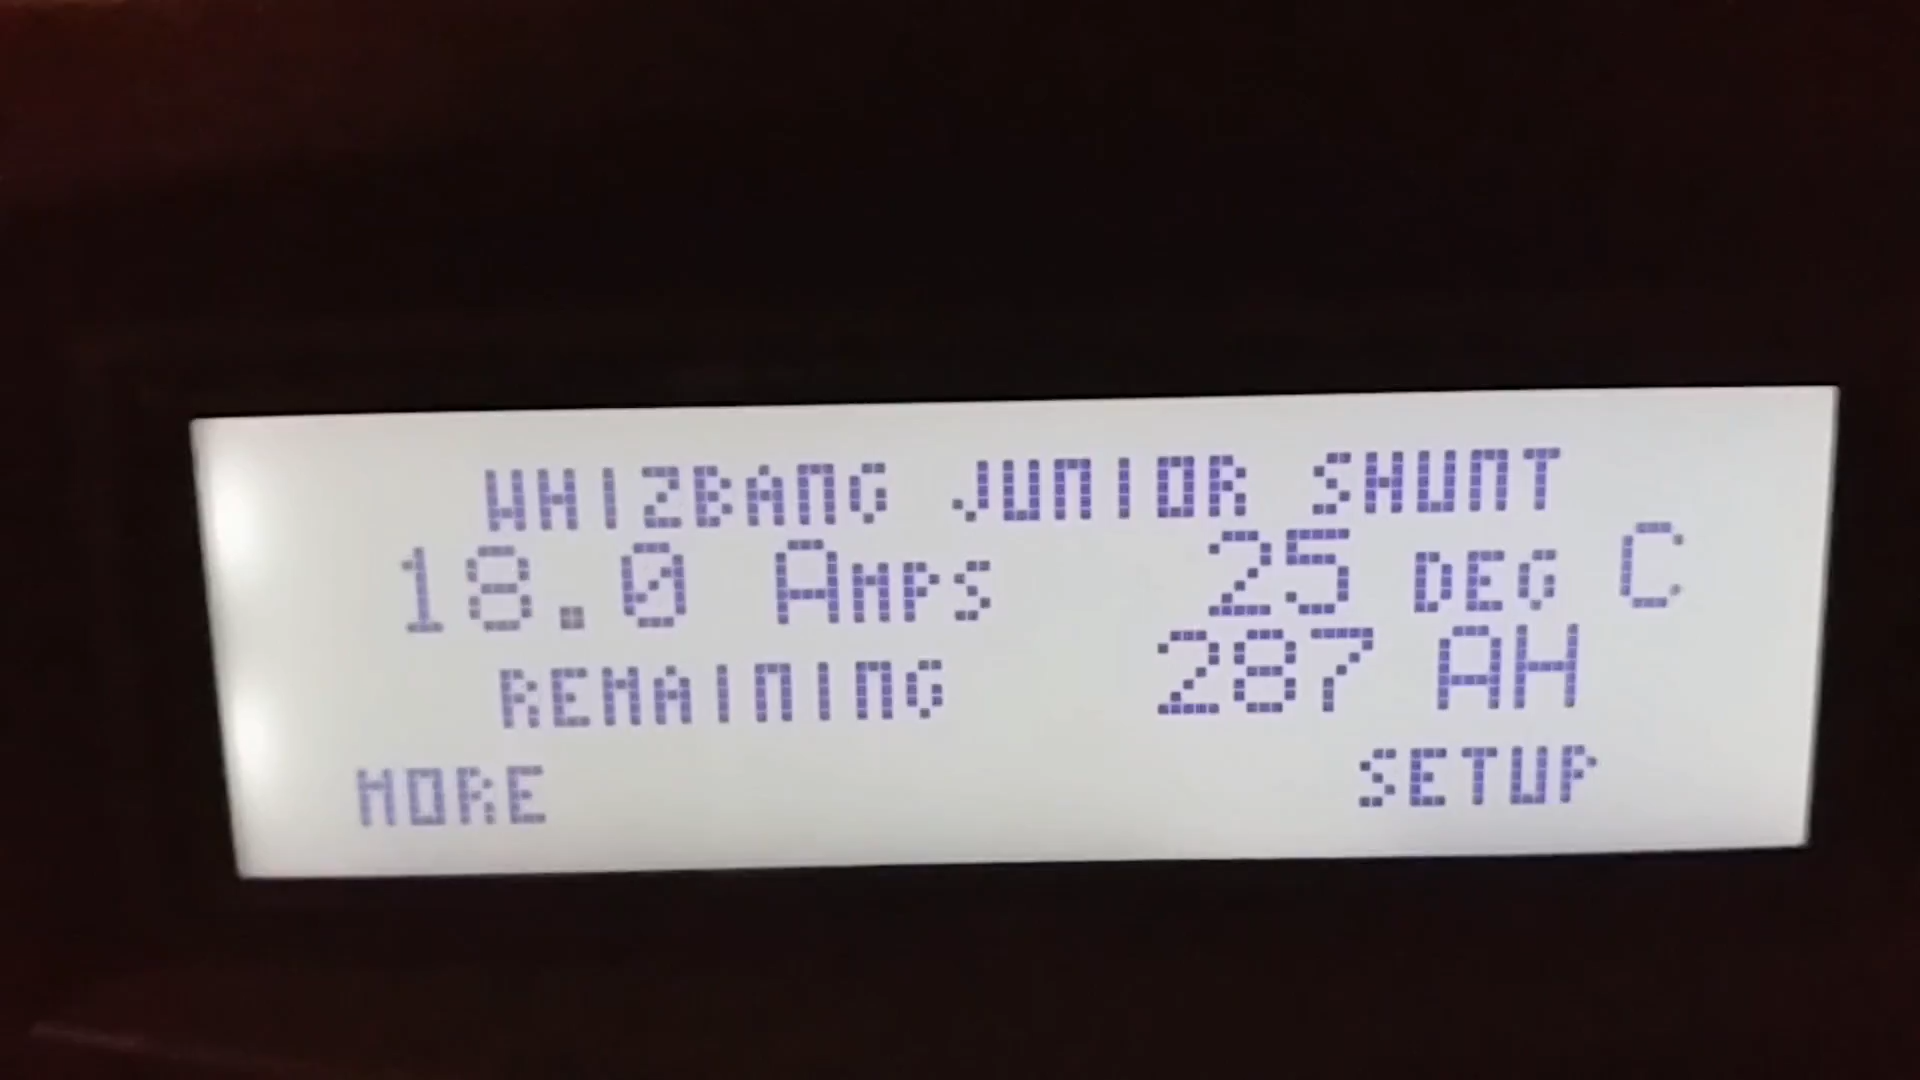 WHIZBANG JUNIOR SHUNT
18.0 Amps 25 DEG C
REMAINING 287 AH
MORE SETUP